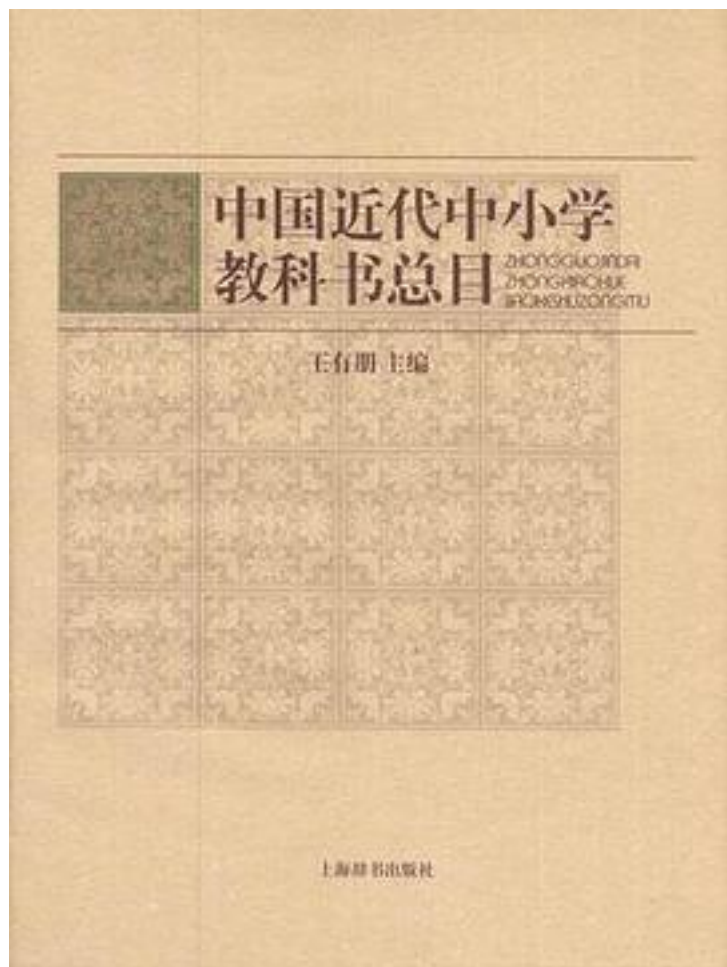 中国近代中小学
教科书总目
ZHONGGUOJINDAI
ZHONGXIAOXUE
JIAOKESHUZONGMU
王有朋 主编
上海辞书出版社